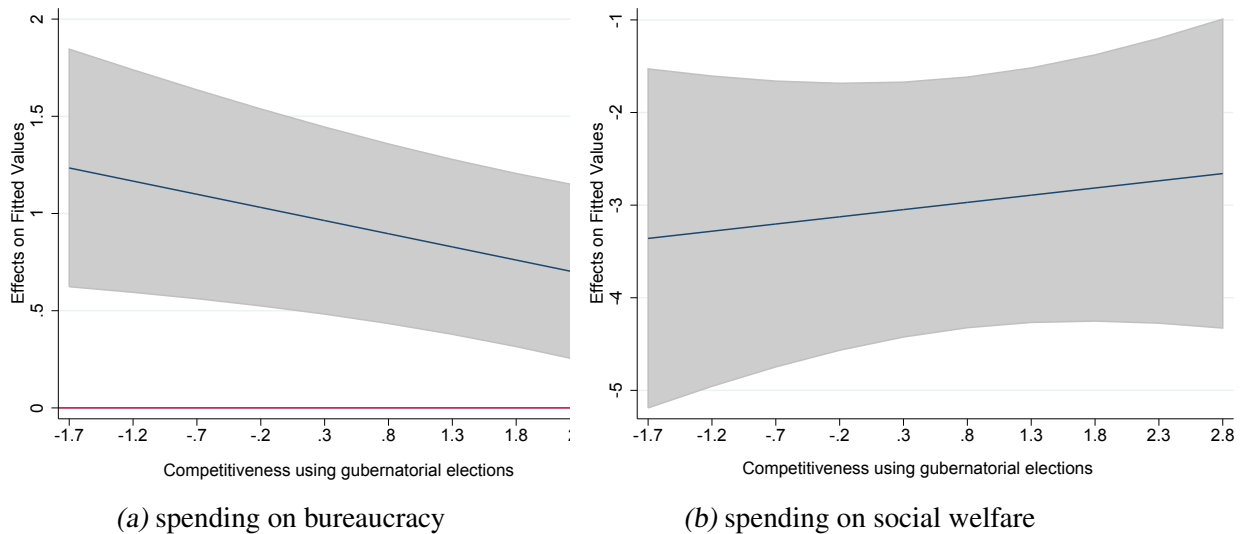 2
1.5
1
.5
0
Effects on Fitted Values
-1.7 -1.2 -.7 -.2 .3 .8 1.3 1.8
Competitiveness using gubernatorial elections
(a) spending on bureaucracy
-1
-2
-3
-4
-5
Effects on Fitted Values
-1.7 -1.2 -.7 -.2 .3 .8 1.3 1.8 2.3 2.8
Competitiveness using gubernatorial elections
(b) spending on social welfare